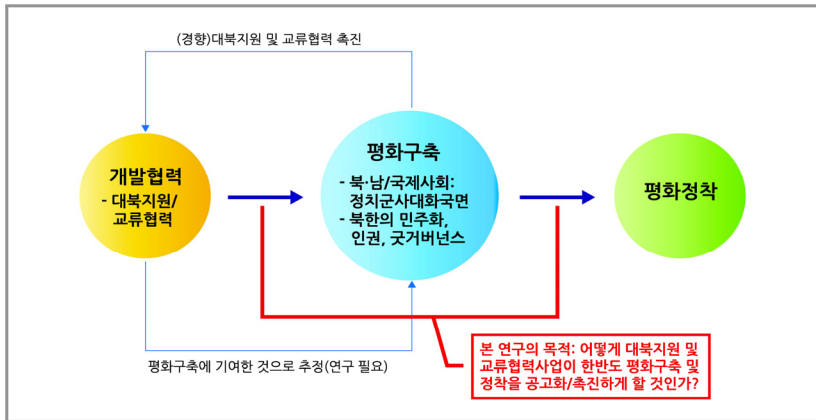 (경향)대북지원 및 교류협력 촉진
개발협력
- 대북지원/
교류협력
평화구축
- 북·남/국제사회:
정치군사대화국면
- 북한의 민주화,
인권, 굿거버넌스
평화정착
평화구축에 기여한 것으로 추정(연구 필요)
본 연구의 목적: 어떻게 대북지원 및
교류협력사업이 한반도 평화구축 및
정착을 공고화/촉진하게 할 것인가?